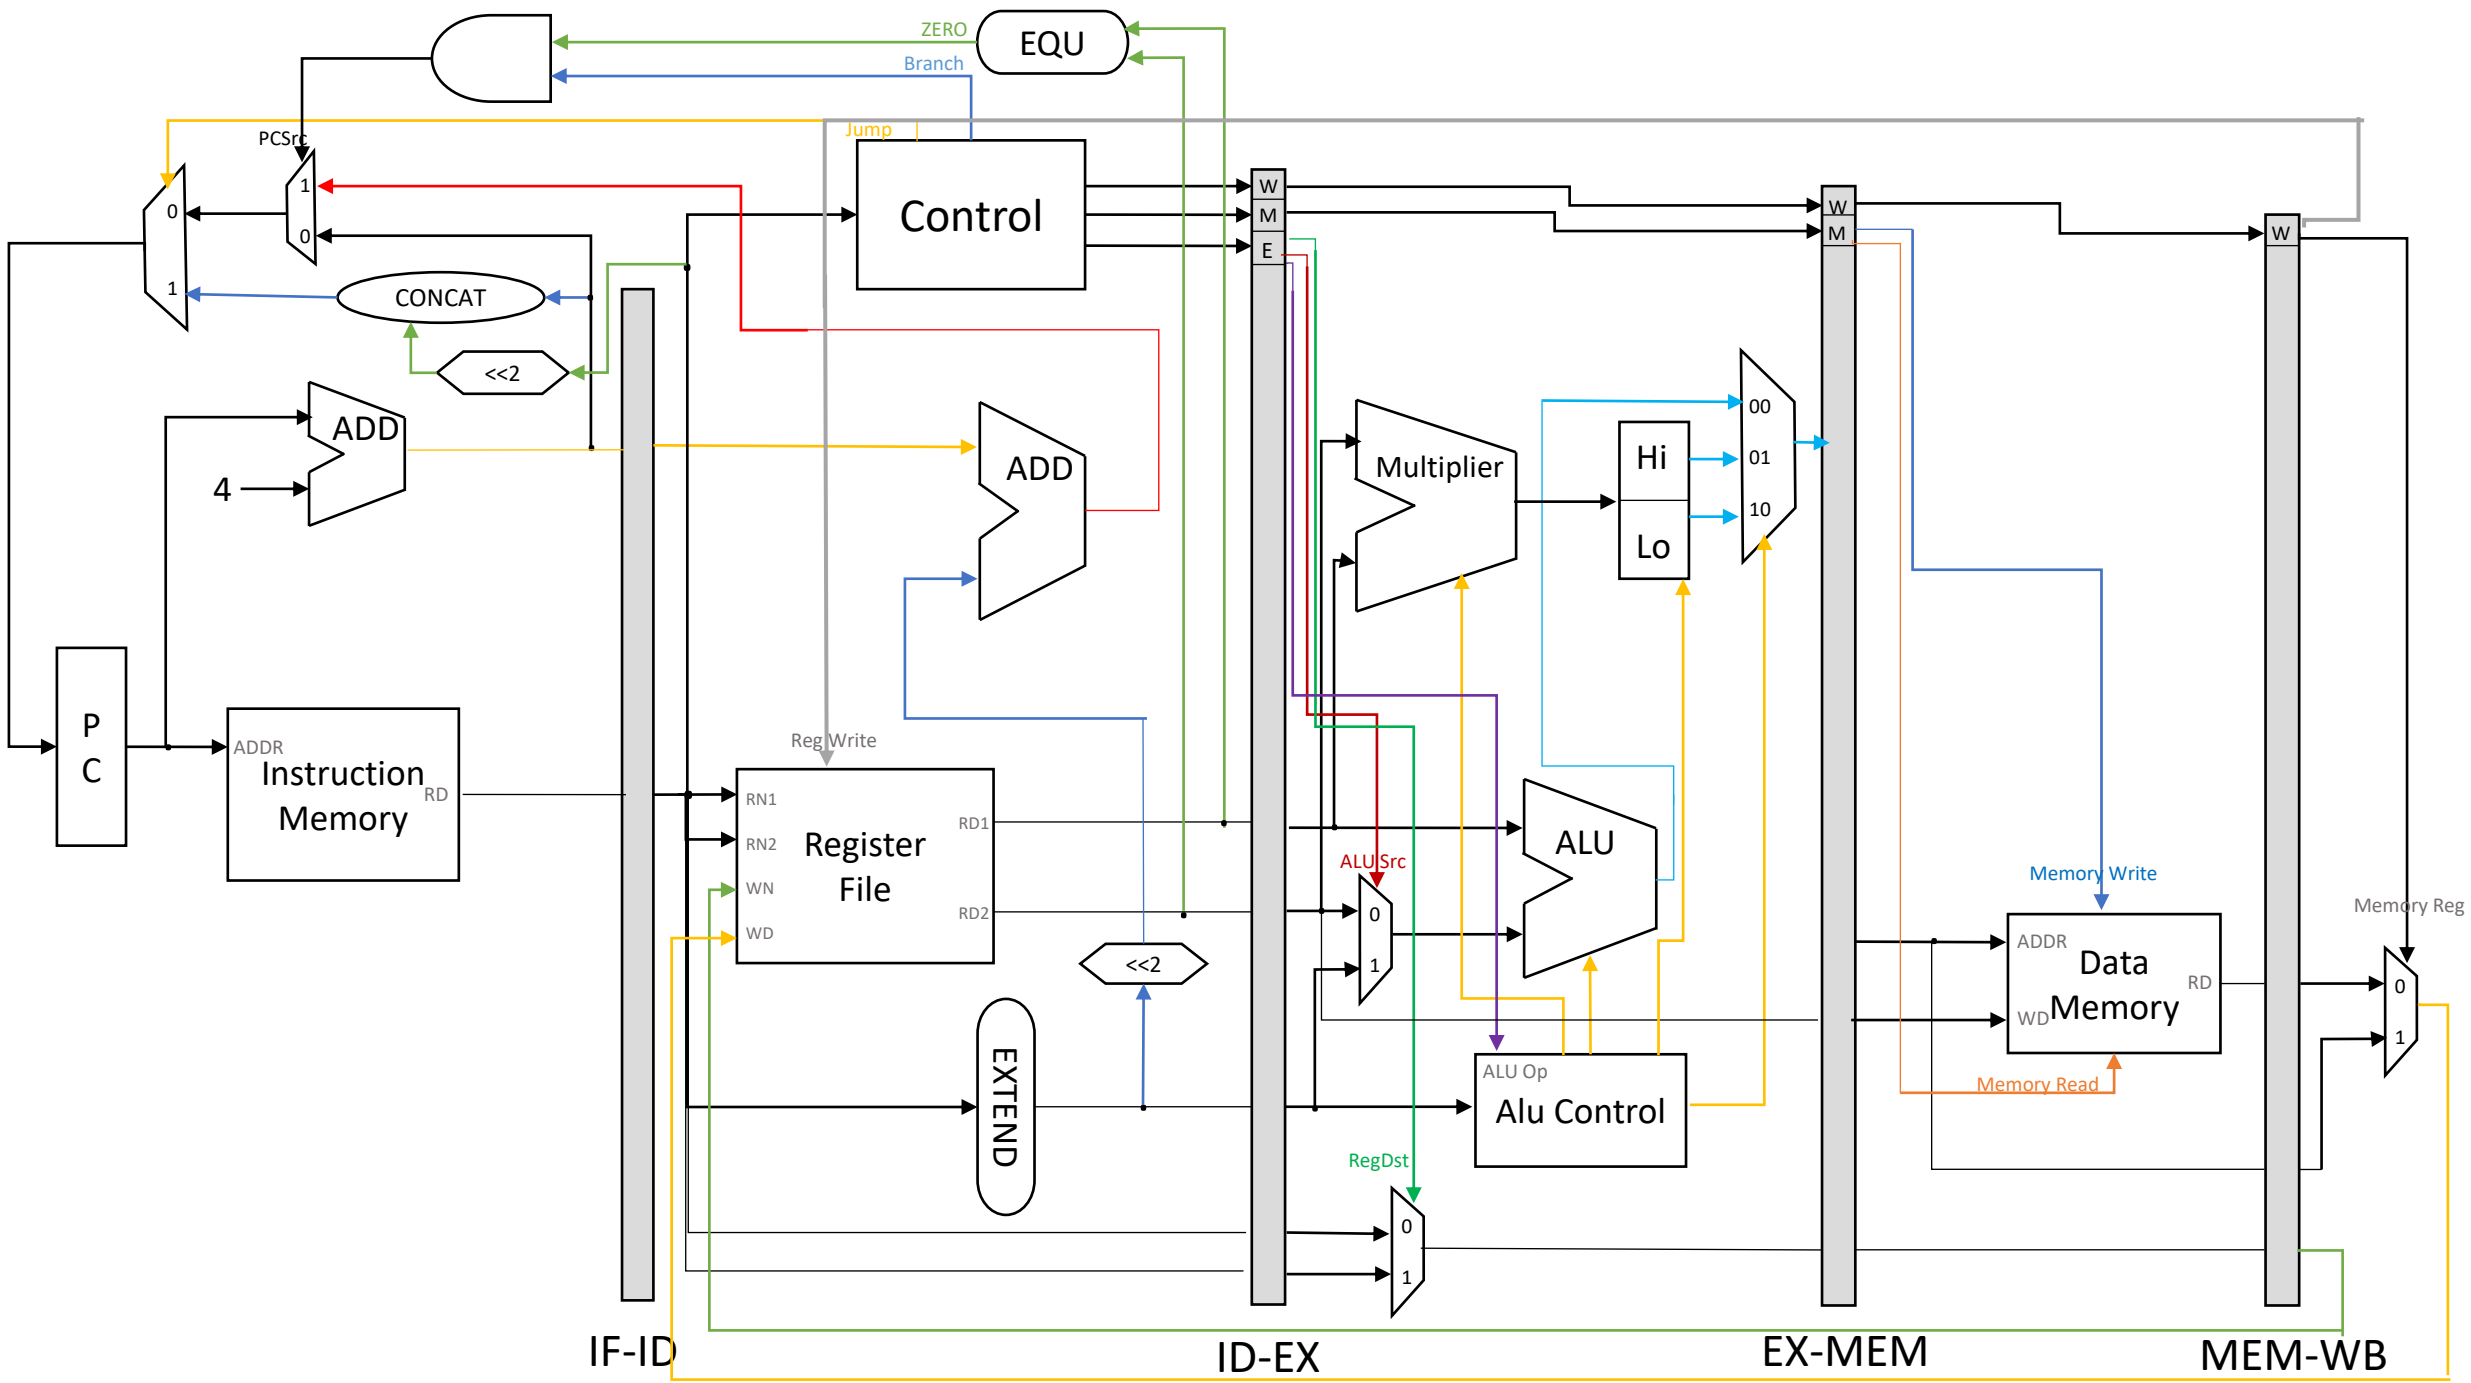 ZERO
EQU
Branch
Jump
PCSrc
1
0
0
1
CONCAT
<<2
Control
W
M
E
W
M
W
ADD
4
ADD
Multiplier
Hi
Lo
00
01
10
P
C
ADDR
Instruction
Memory
RD
Reg Write
RN1
RN2
WN
WD
Register
File
RD1
RD2
<<2
EXTEND
ALU Src
0
1
ALU
ALU Op
Alu Control
RegDst
0
1
Memory Write
ADDR
Data
Memory
WD
RD
Memory Read
Memory Reg
0
1
IF-ID
ID-EX
EX-MEM
MEM-WB